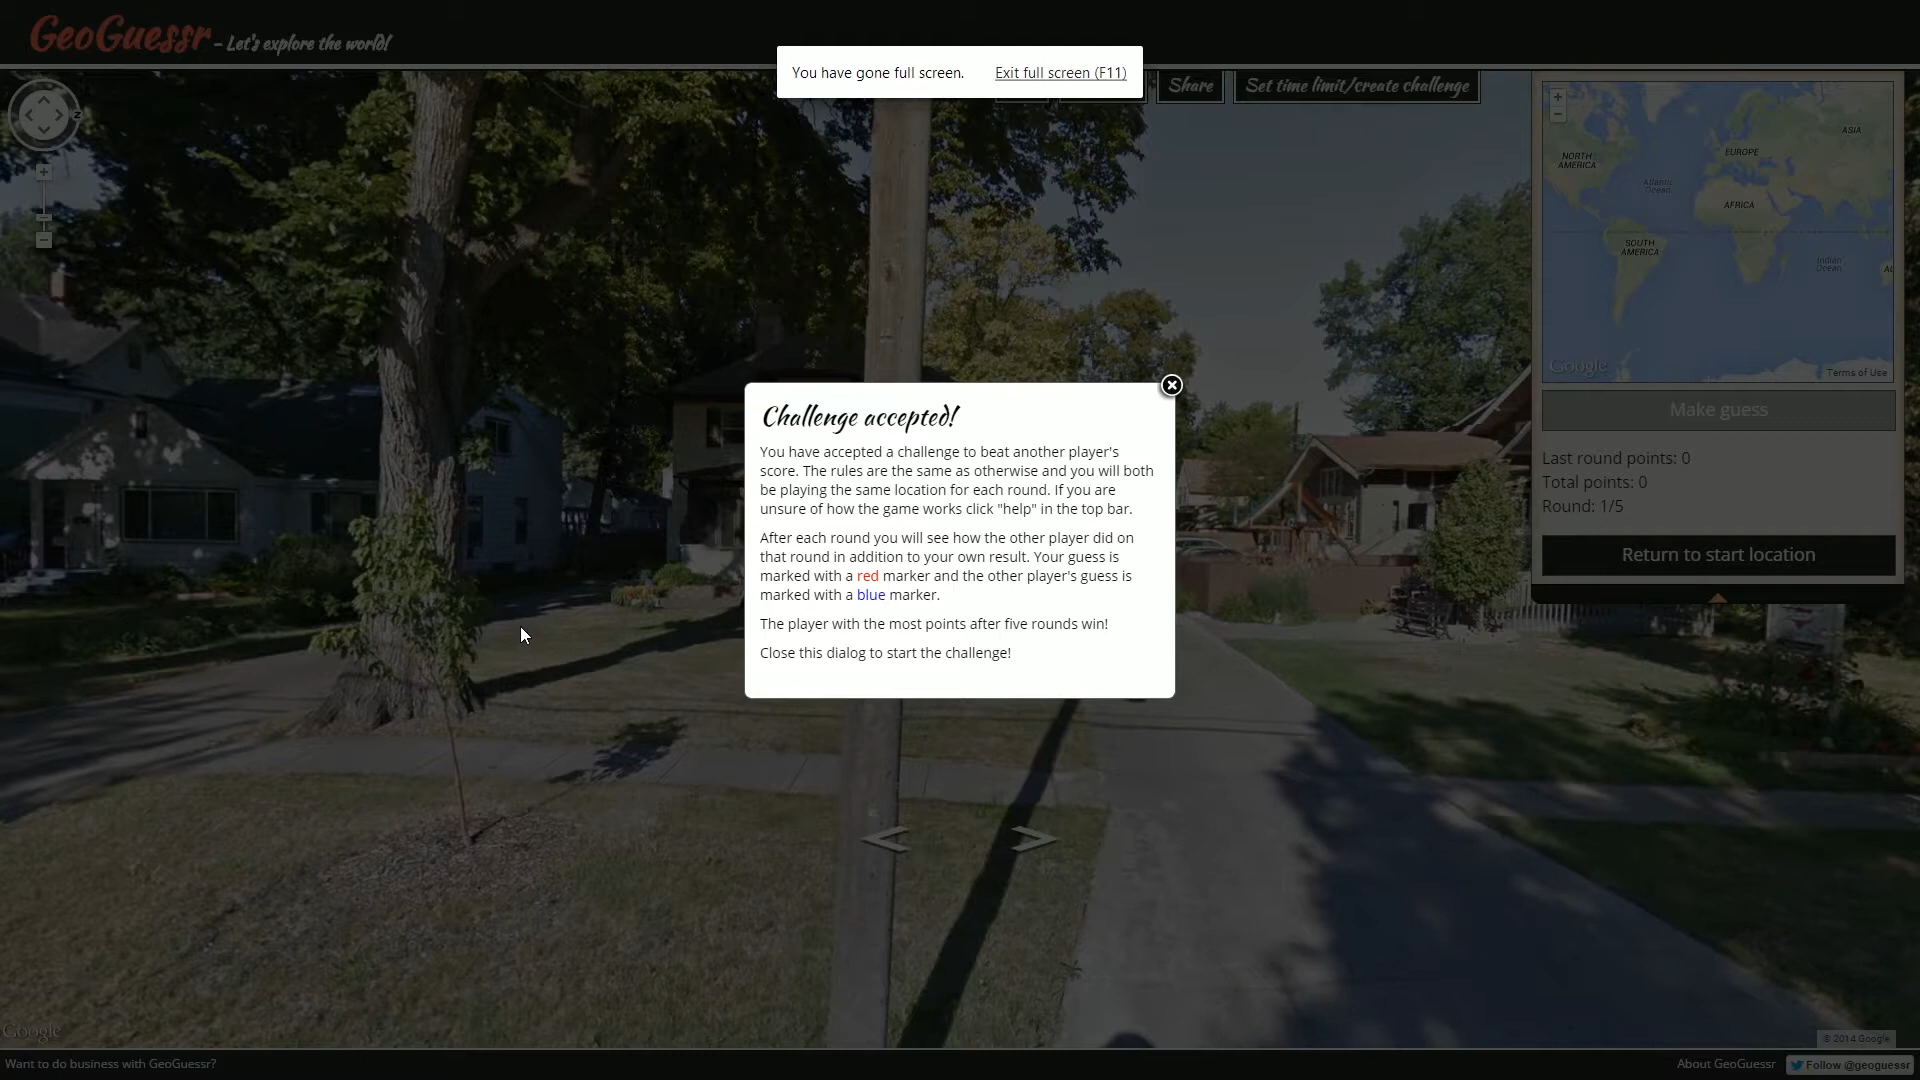 GeoGuessr - Let's explore the world!
You have gone full screen. Exit full screen (F11)
Share
Set time limit/create challenge
N
+
−
+
−
NORTH AMERICA
EUROPE
ASIA
Atlantic Ocean
AFRICA
SOUTH AMERICA
Indian Ocean
AU
Google
Terms of Use
Make guess
Last round points: 0
Total points: 0
Round: 1/5
Return to start location
Challenge accepted!
You have accepted a challenge to beat another player's
score. The rules are the same as otherwise and you will both
be playing the same location for each round. If you are
unsure of how the game works click "help" in the top bar.
After each round you will see how the other player did on
that round in addition to your own result. Your guess is
marked with a red marker and the other player's guess is
marked with a blue marker.
The player with the most points after five rounds win!
Close this dialog to start the challenge!
Google
© 2014 Google
Want to do business with GeoGuessr?
About GeoGuessr
Follow @geoguessr